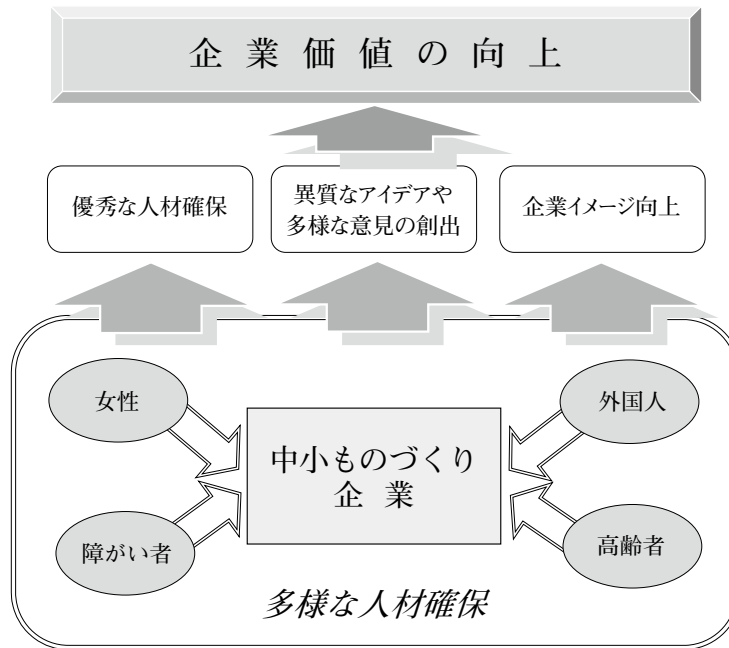 企業価値の向上
優秀な人材確保
異質なアイデアや
多様な意見の創出
企業イメージ向上
女性
外国人
中小ものづくり
企業
障がい者
高齢者
多様な人材確保